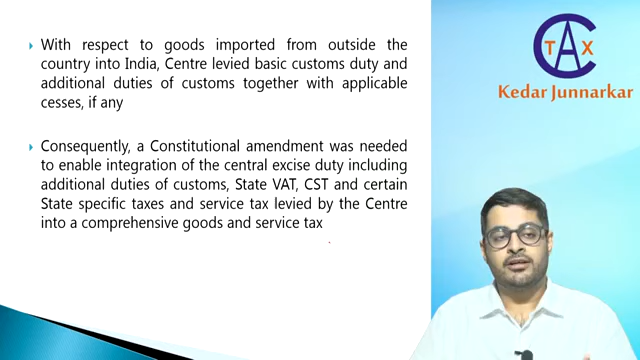 With respect to goods imported from outside the
country into India, Centre levied basic customs duty and
additional duties of customs together with applicable
cesses, if any
Consequently, a Constitutional amendment was needed
to enable integration of the central excise duty including
additional duties of customs, State VAT, CST and certain
State specific taxes and service tax levied by the Centre
into a comprehensive goods and service tax
CA
TAX
Kedar Junnarkar